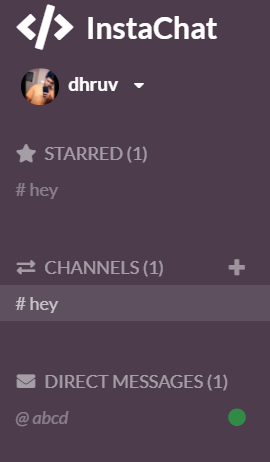 InstaChat
dhruv
STARRED (1)
# hey
CHANNELS (1)
# hey
DIRECT MESSAGES (1)
@ abcd